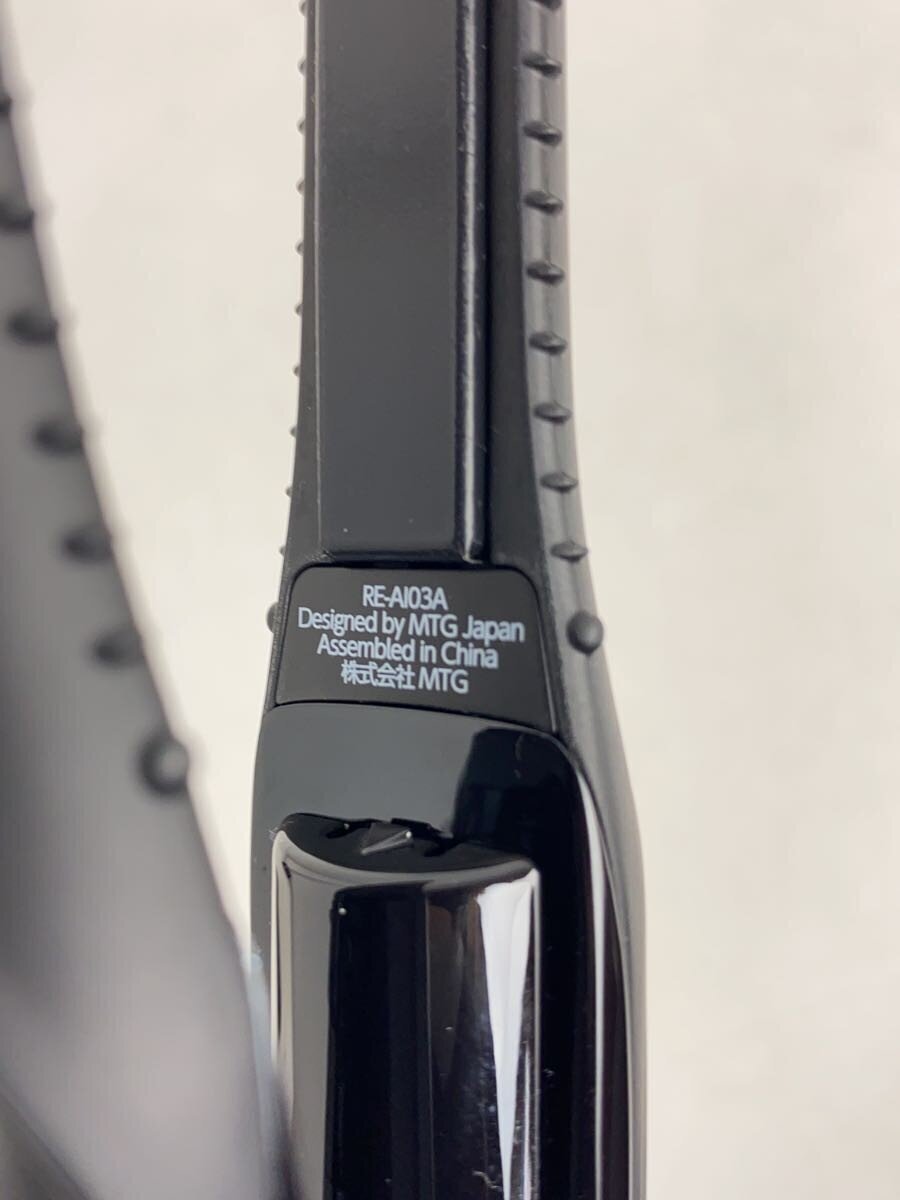 RE-AI03A
Designed by MTG Japan
Assembled in China
株式会社 MTG